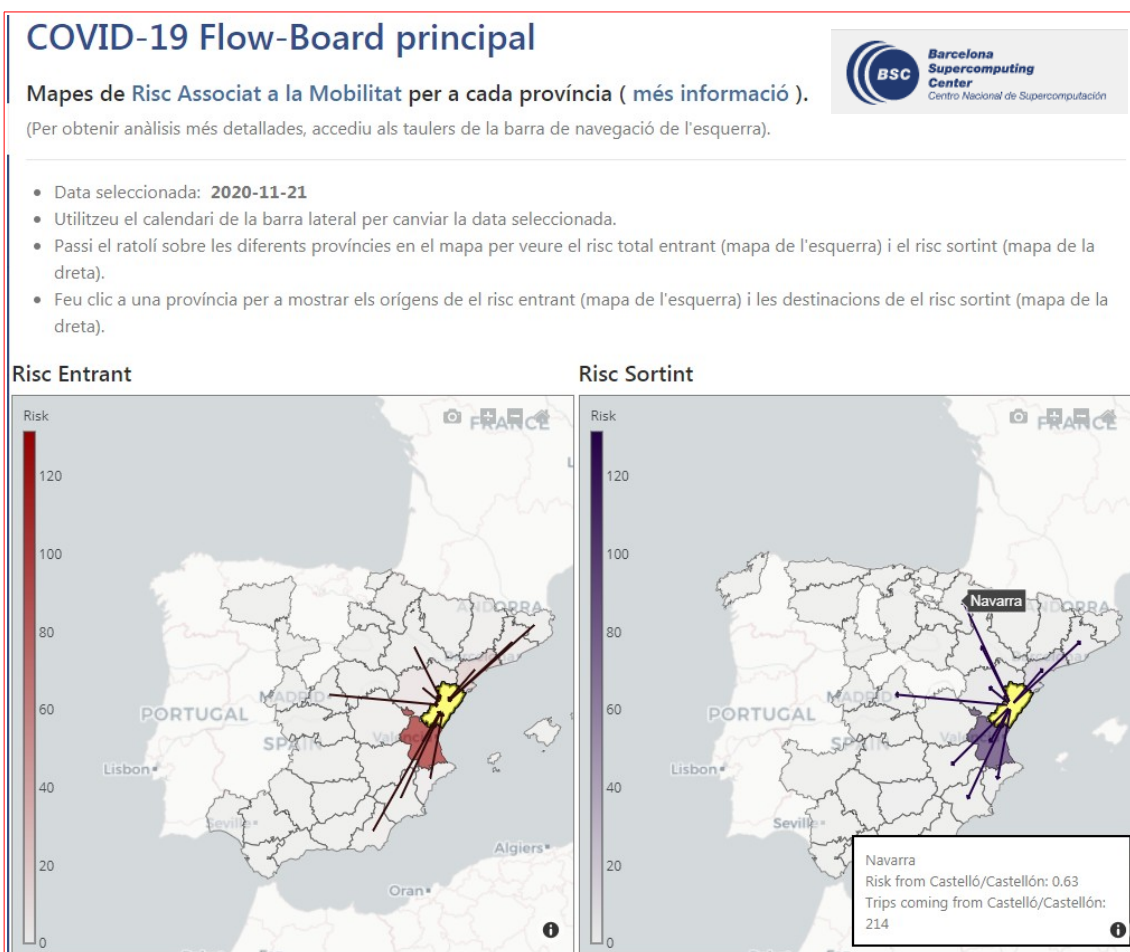 COVID-19 Flow-Board principal
BSC
Barcelona
Supercomputing
Center
Centro Nacional de Supercomputación
Mapes de Risc Associat a la Mobilitat per a cada província ( més informació ).
(Per obtenir anàlisis més detallades, accediu als taulers de la barra de navegació de l'esquerra).
Data seleccionada: 2020-11-21
Utilitzeu el calendari de la barra lateral per canviar la data seleccionada.
Passi el ratolí sobre les diferents províncies en el mapa per veure el risc total entrant (mapa de l'esquerra) i el risc sortint (mapa de la
dreta).
Feu clic a una província per a mostrar els orígens de el risc entrant (mapa de l'esquerra) i les destinacions de el risc sortint (mapa de la
dreta).
Risc Entrant
Risk
120
100
80
60
40
20
0
FRANCE
ANDORRA
Barcelona
MADRID
PORTUGAL
SPAIN
Valencia
Lisbon
Seville
Algiers
Oran
Risc Sortint
Risk
120
100
80
60
40
20
0
FRANCE
Navarra
ANDORRA
Barcelona
MADRID
PORTUGAL
SPAIN
Lisbon
Seville
Navarra
Risk from Castelló/Castellón: 0.63
Trips coming from Castelló/Castellón:
214